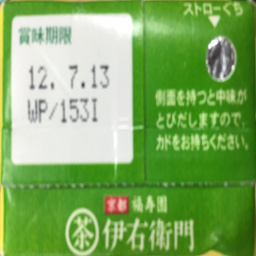 ストローぐち
賞味期限
12. 7.13
WP/153I
側面を持つと中味が
とびだしますので、
カドをお持ちください。
京都 福寿園
茶 伊右衛門